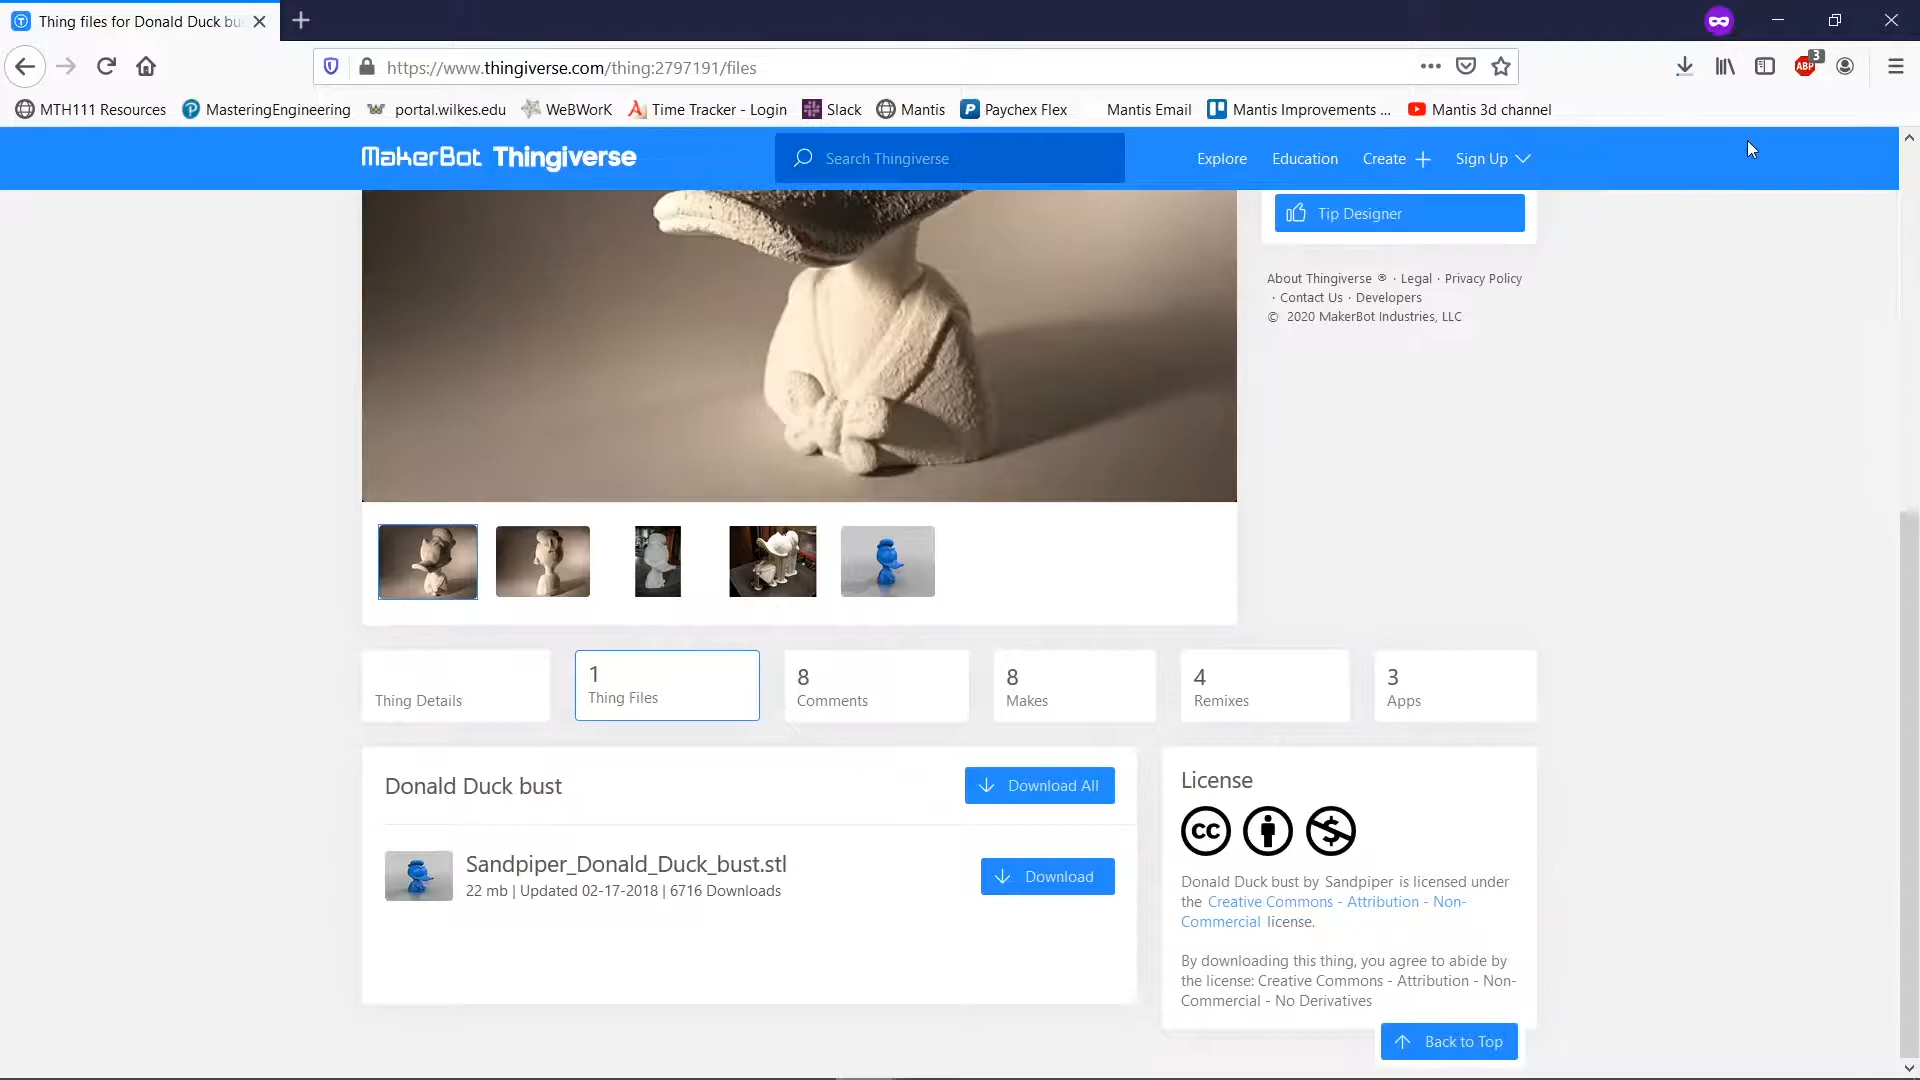 Thing files for Donald Duck bu
https://www.thingiverse.com/thing:2797191/files
ABP
3
MTH111 Resources
MasteringEngineering
portal.wilkes.edu
WeBWorK
Time Tracker - Login
Slack
Mantis
Paychex Flex
Mantis Email
Mantis Improvements ...
Mantis 3d channel
MakerBot Thingiverse
Search Thingiverse
Explore
Education
Create
Sign Up
Tip Designer
About Thingiverse ® · Legal · Privacy Policy
· Contact Us · Developers
© 2020 MakerBot Industries, LLC
Thing Details
1
Thing Files
8
Comments
8
Makes
4
Remixes
3
Apps
Donald Duck bust
Download All
Sandpiper_Donald_Duck_bust.stl
22 mb | Updated 02-17-2018 | 6716 Downloads
Download
License
cc
$
Donald Duck bust by Sandpiper is licensed under
the Creative Commons - Attribution - Non-
Commercial license.
By downloading this thing, you agree to abide by
the license: Creative Commons - Attribution - Non-
Commercial - No Derivatives
Back to Top